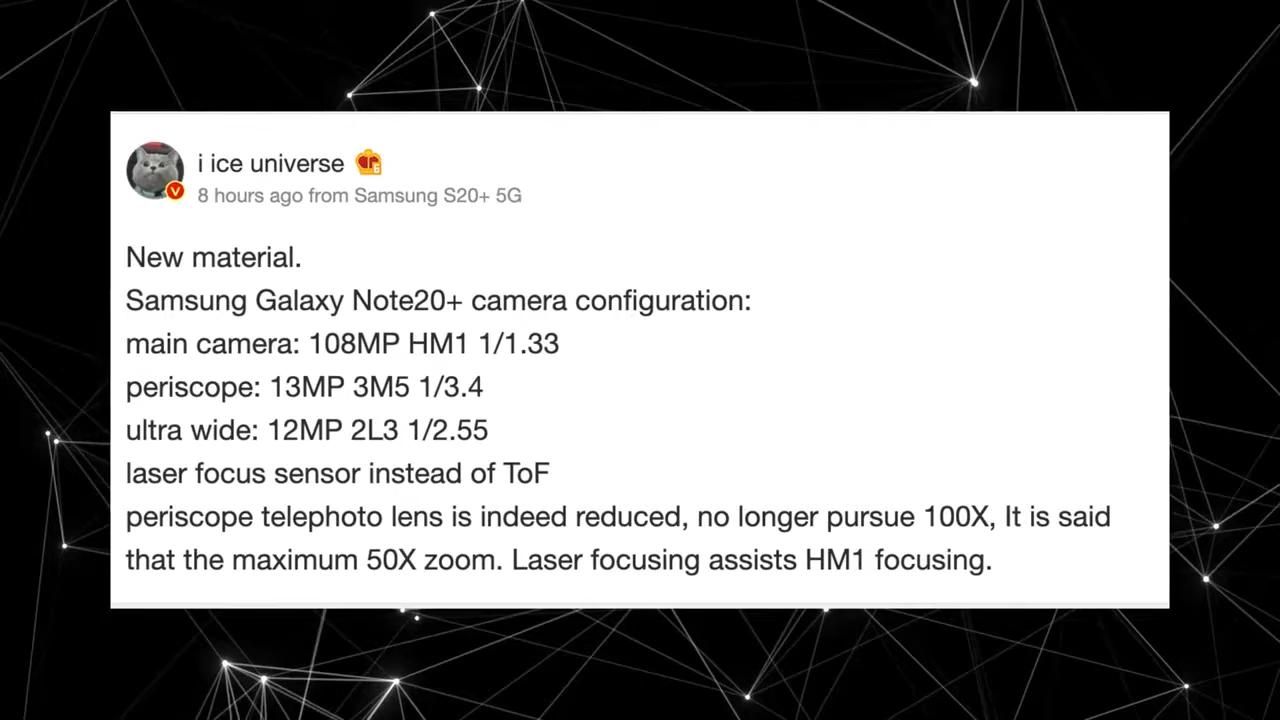 i ice universe
8 hours ago from Samsung S20+ 5G
New material.
Samsung Galaxy Note20+ camera configuration:
main camera: 108MP HM1 1/1.33
periscope: 13MP 3M5 1/3.4
ultra wide: 12MP 2L3 1/2.55
laser focus sensor instead of ToF
periscope telephoto lens is indeed reduced, no longer pursue 100X, It is said
that the maximum 50X zoom. Laser focusing assists HM1 focusing.